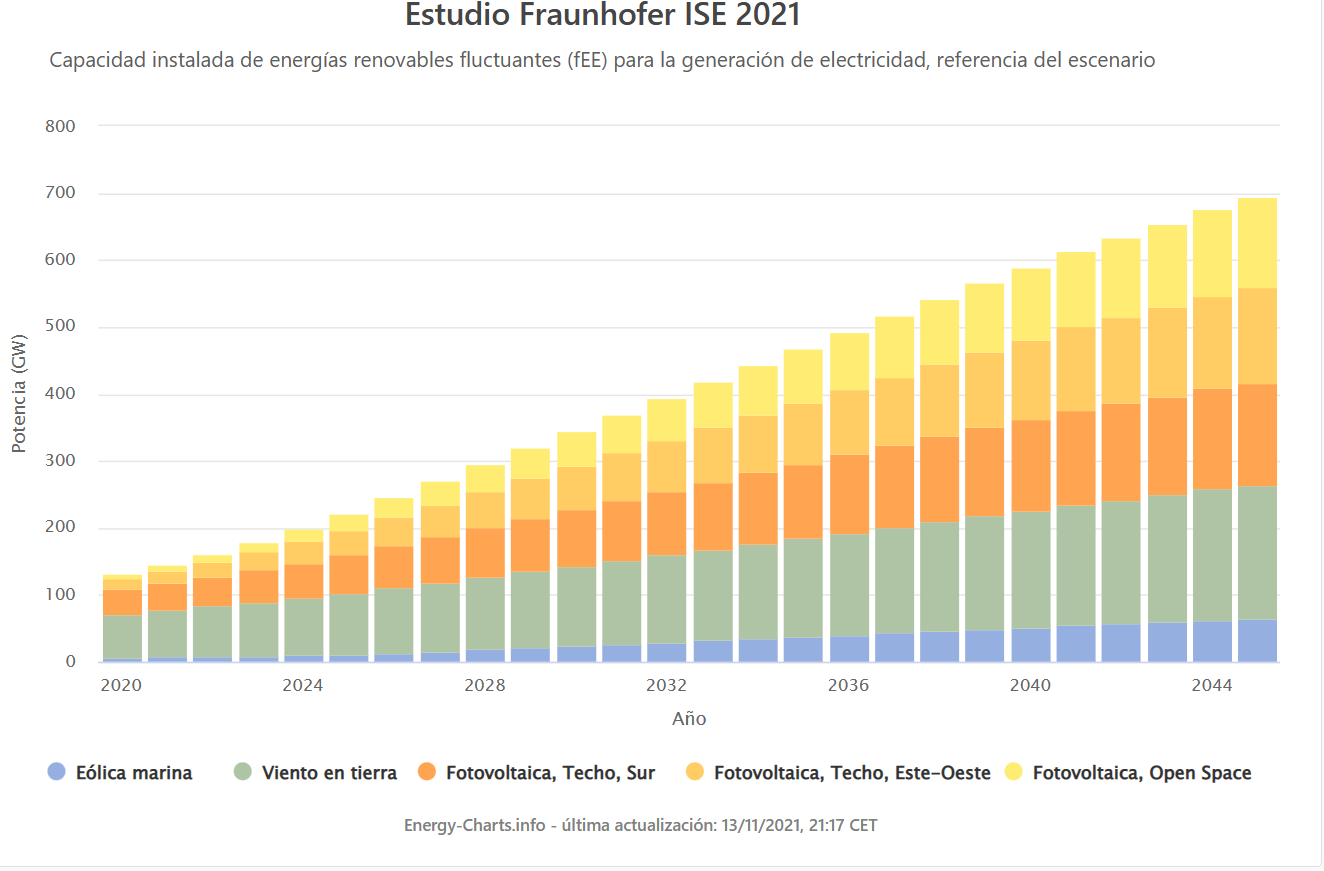 Estudio Fraunhofer ISE 2021
Capacidad instalada de energías renovables fluctuantes (fEE) para la generación de electricidad, referencia del escenario
800
700
600
500
400
300
200
100
0
Potencia (GW)
2020 2024 2028 2032 2036 2040 2044
Año
Eólica marina Viento en tierra Fotovoltaica, Techo, Sur Fotovoltaica, Techo, Este-Oeste Fotovoltaica, Open Space
Energy-Charts.info - última actualización: 13/11/2021, 21:17 CET